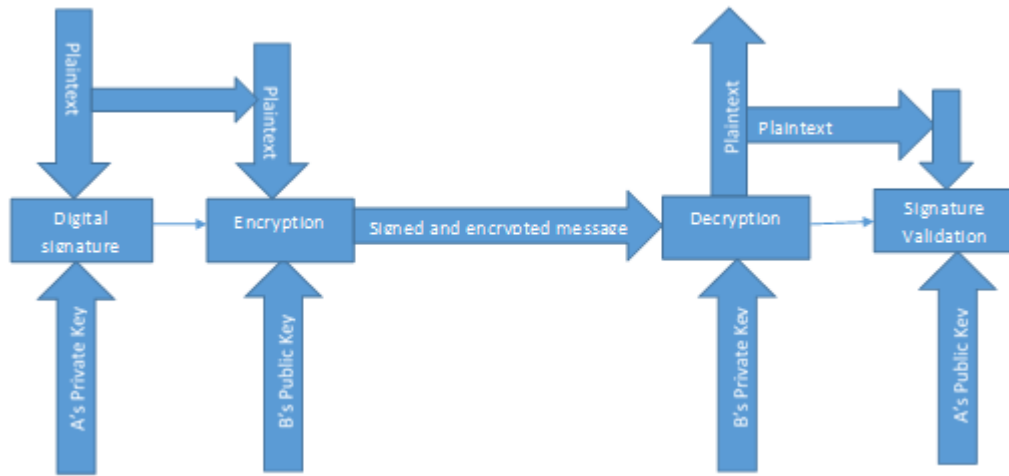 Plaintext
Plaintext
Digital
signature
Encryption
Signed and encrypted message
A's Private Key
B's Public Key
Plaintext
Plaintext
Decryption
Signature
Validation
B's Private Key
A's Public Key